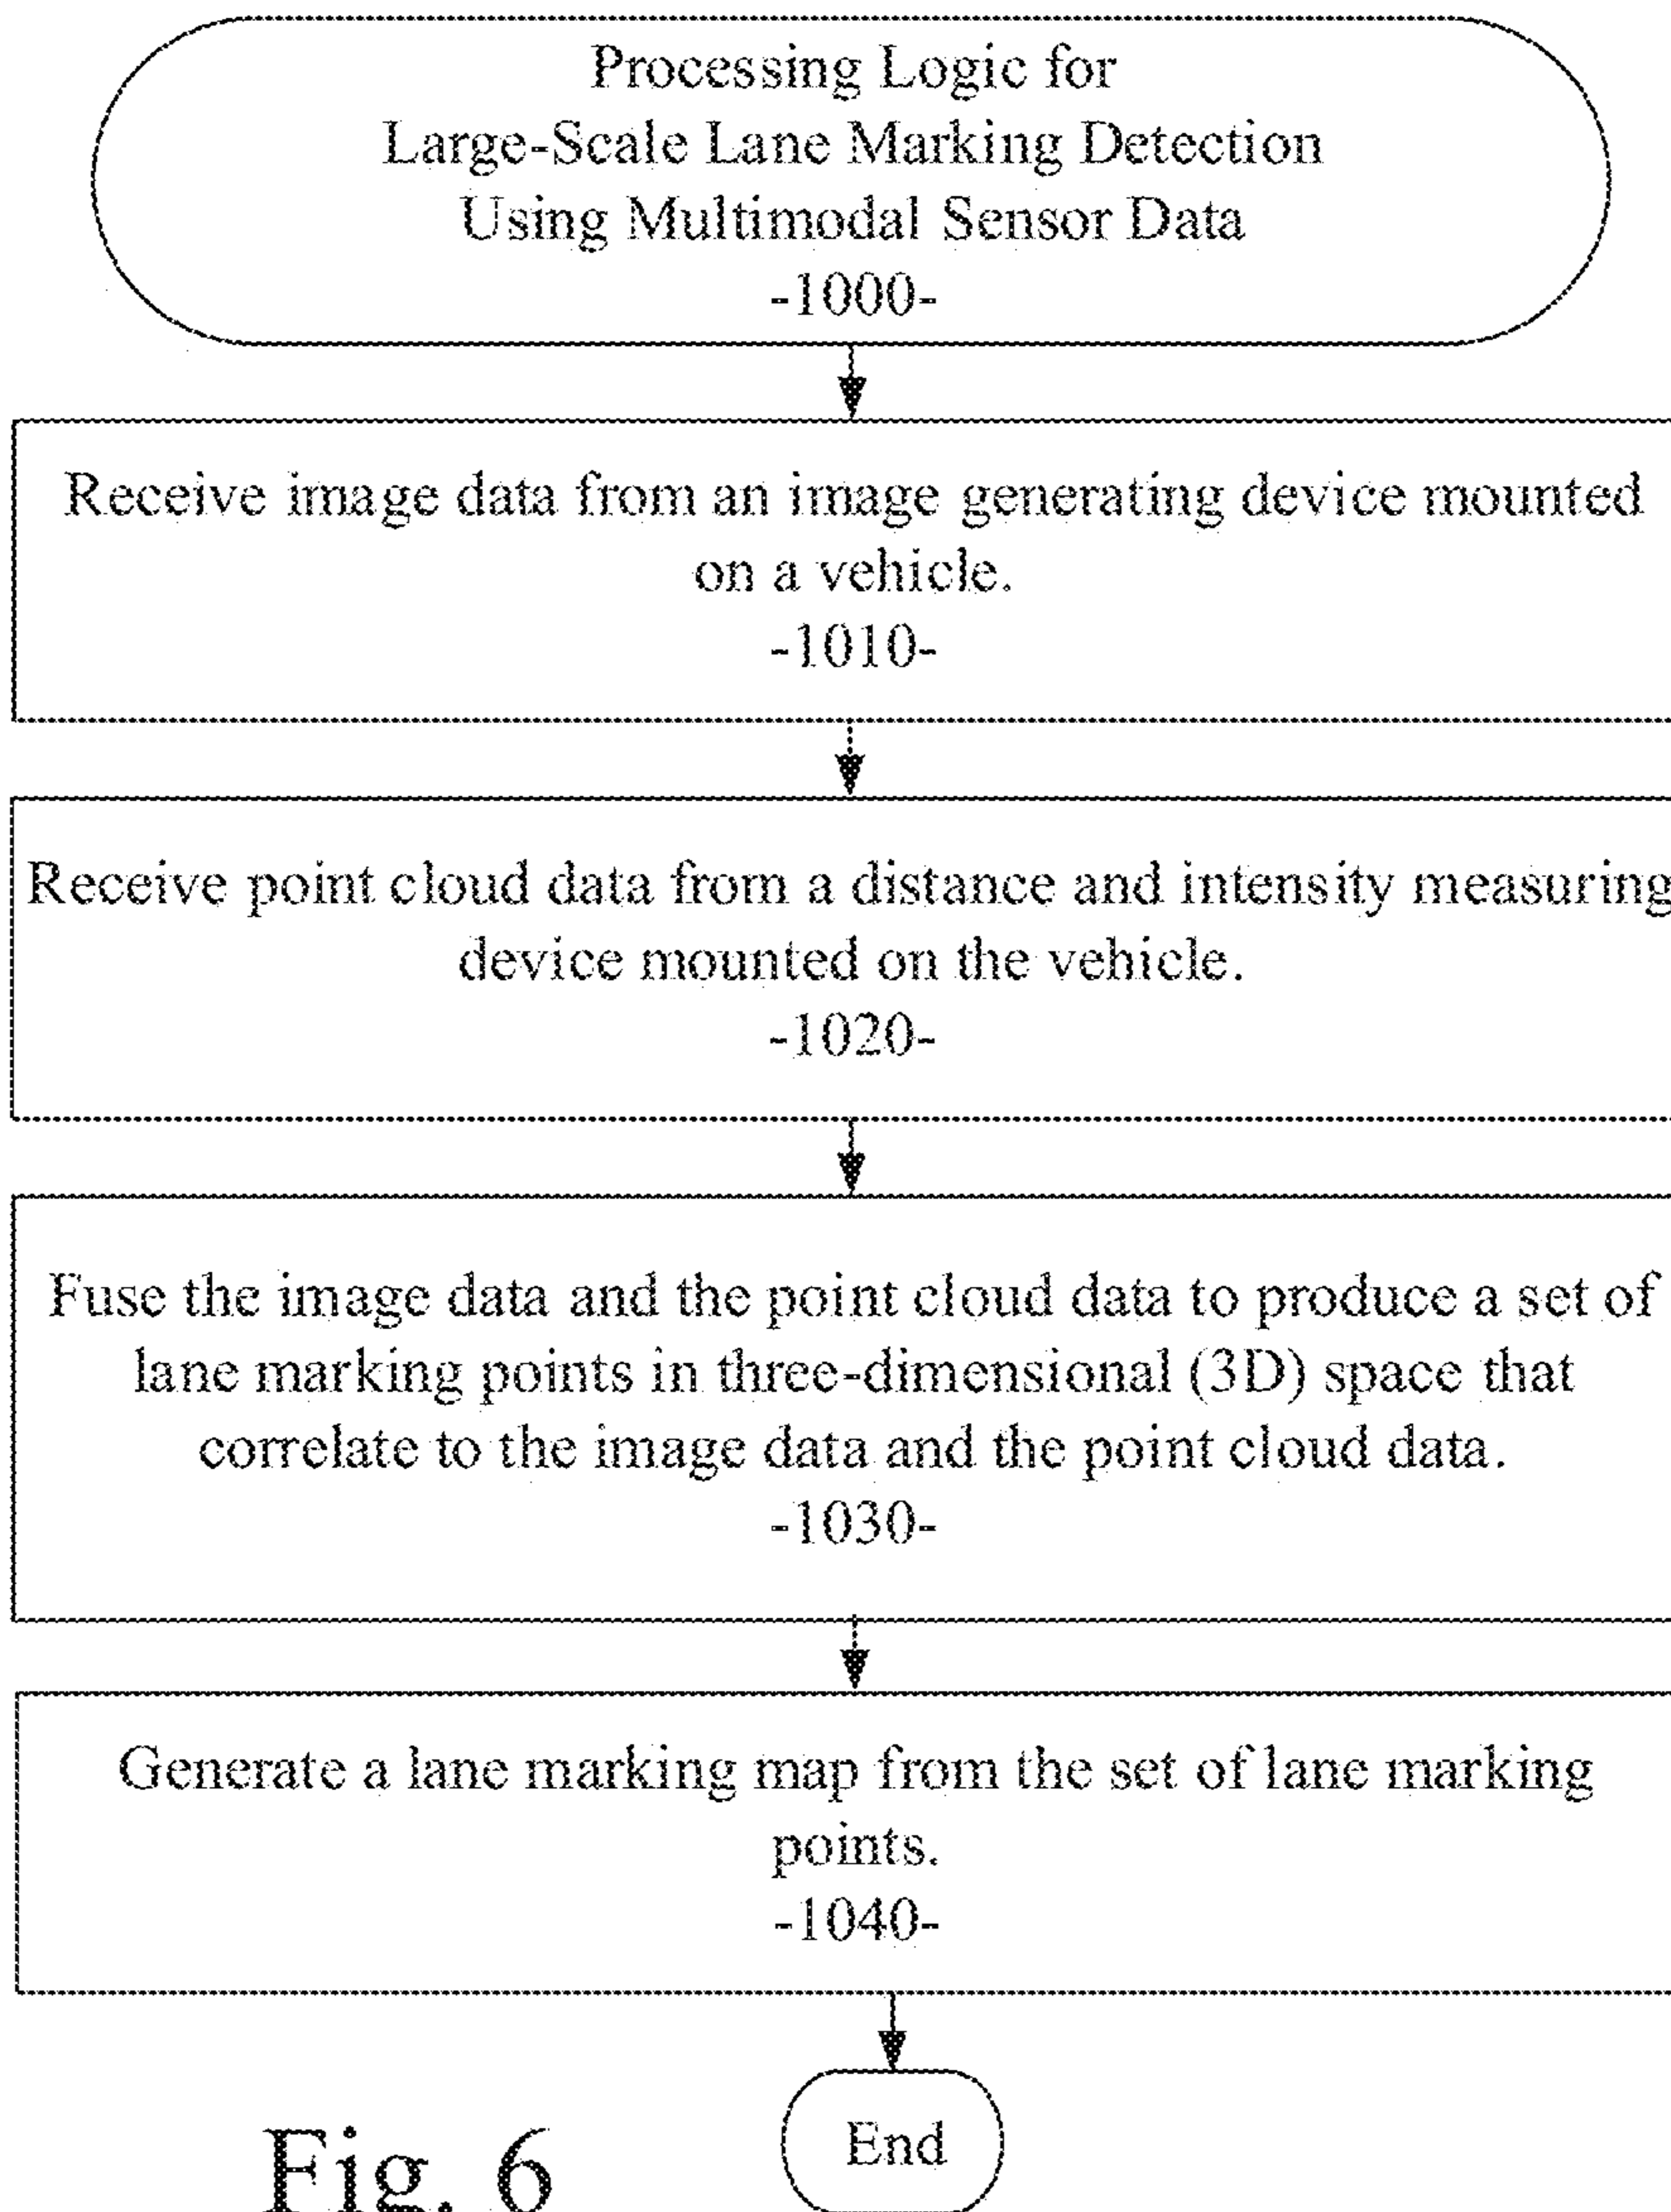 Processing Logic for
Large-Scale Lane Marking Detection
Using Multimodal Sensor Data
-1000-
Receive image data from an image generating device mounted
on a vehicle.
-1010-
Receive point cloud data from a distance and intensity measuring
device mounted on the vehicle.
-1020-
Fuse the image data and the point cloud data to produce a set of
lane marking points in three-dimensional (3D) space that
correlate to the image data and the point cloud data.
-1030-
Generate a lane marking map from the set of lane marking
points.
-1040-
End
Fig. 6